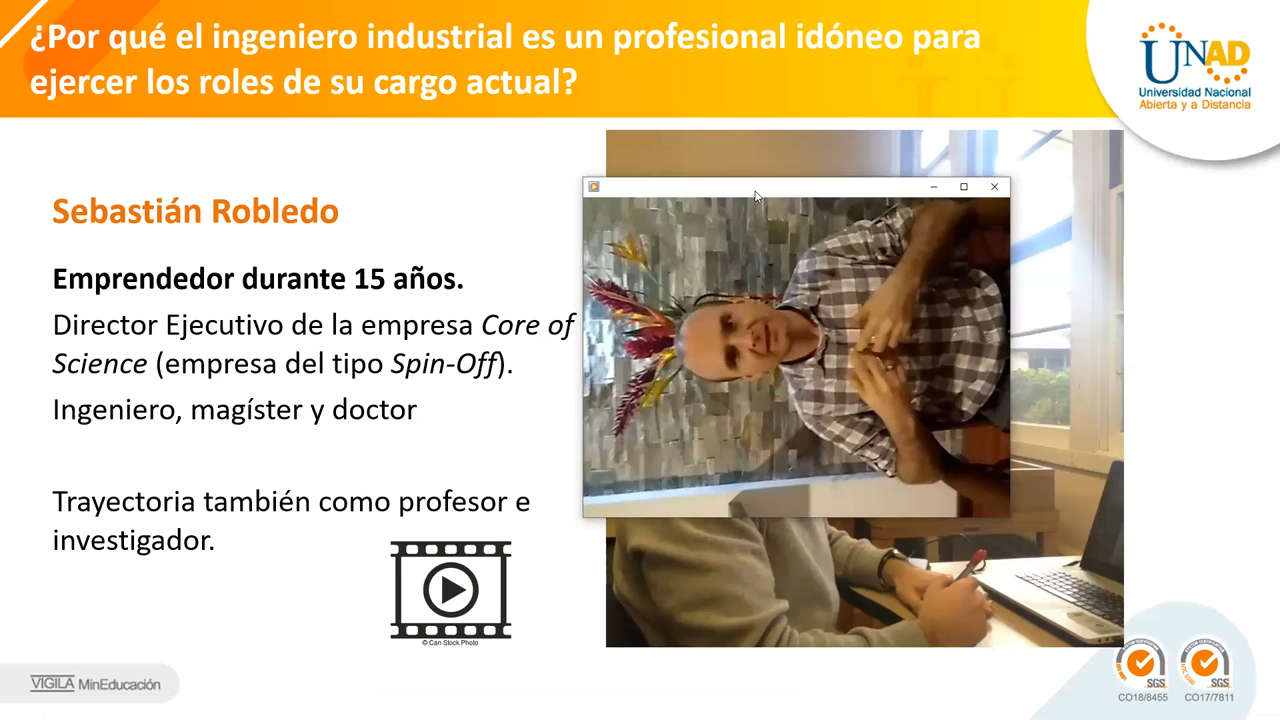 ¿Por qué el ingeniero industrial es un profesional idóneo para
ejercer los roles de su cargo actual?
UNAD
Universidad Nacional
Abierta y a Distancia
Sebastián Robledo
Emprendedor durante 15 años.
Director Ejecutivo de la empresa Core of
Science (empresa del tipo Spin-Off).
Ingeniero, magíster y doctor
Trayectoria también como profesor e
investigador.
© Can Stock Photo
VIGILA MinEducación
SGS
SGS
CO18/8455
CO17/7811